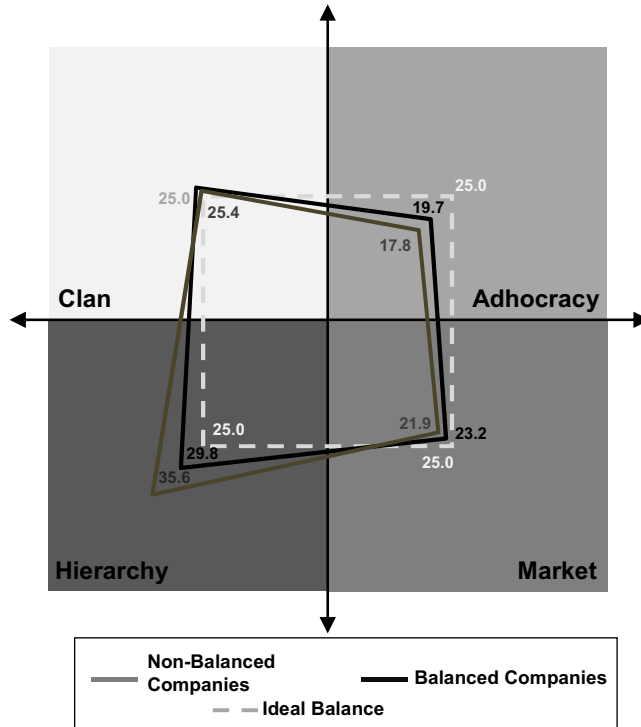 25.0
25.0
25.4
19.7
17.8
Clan
Adhocracy
25.0
21.9
23.2
29.8
25.0
35.6
Hierarchy
Market
Non-Balanced
Companies
Balanced Companies
Ideal Balance